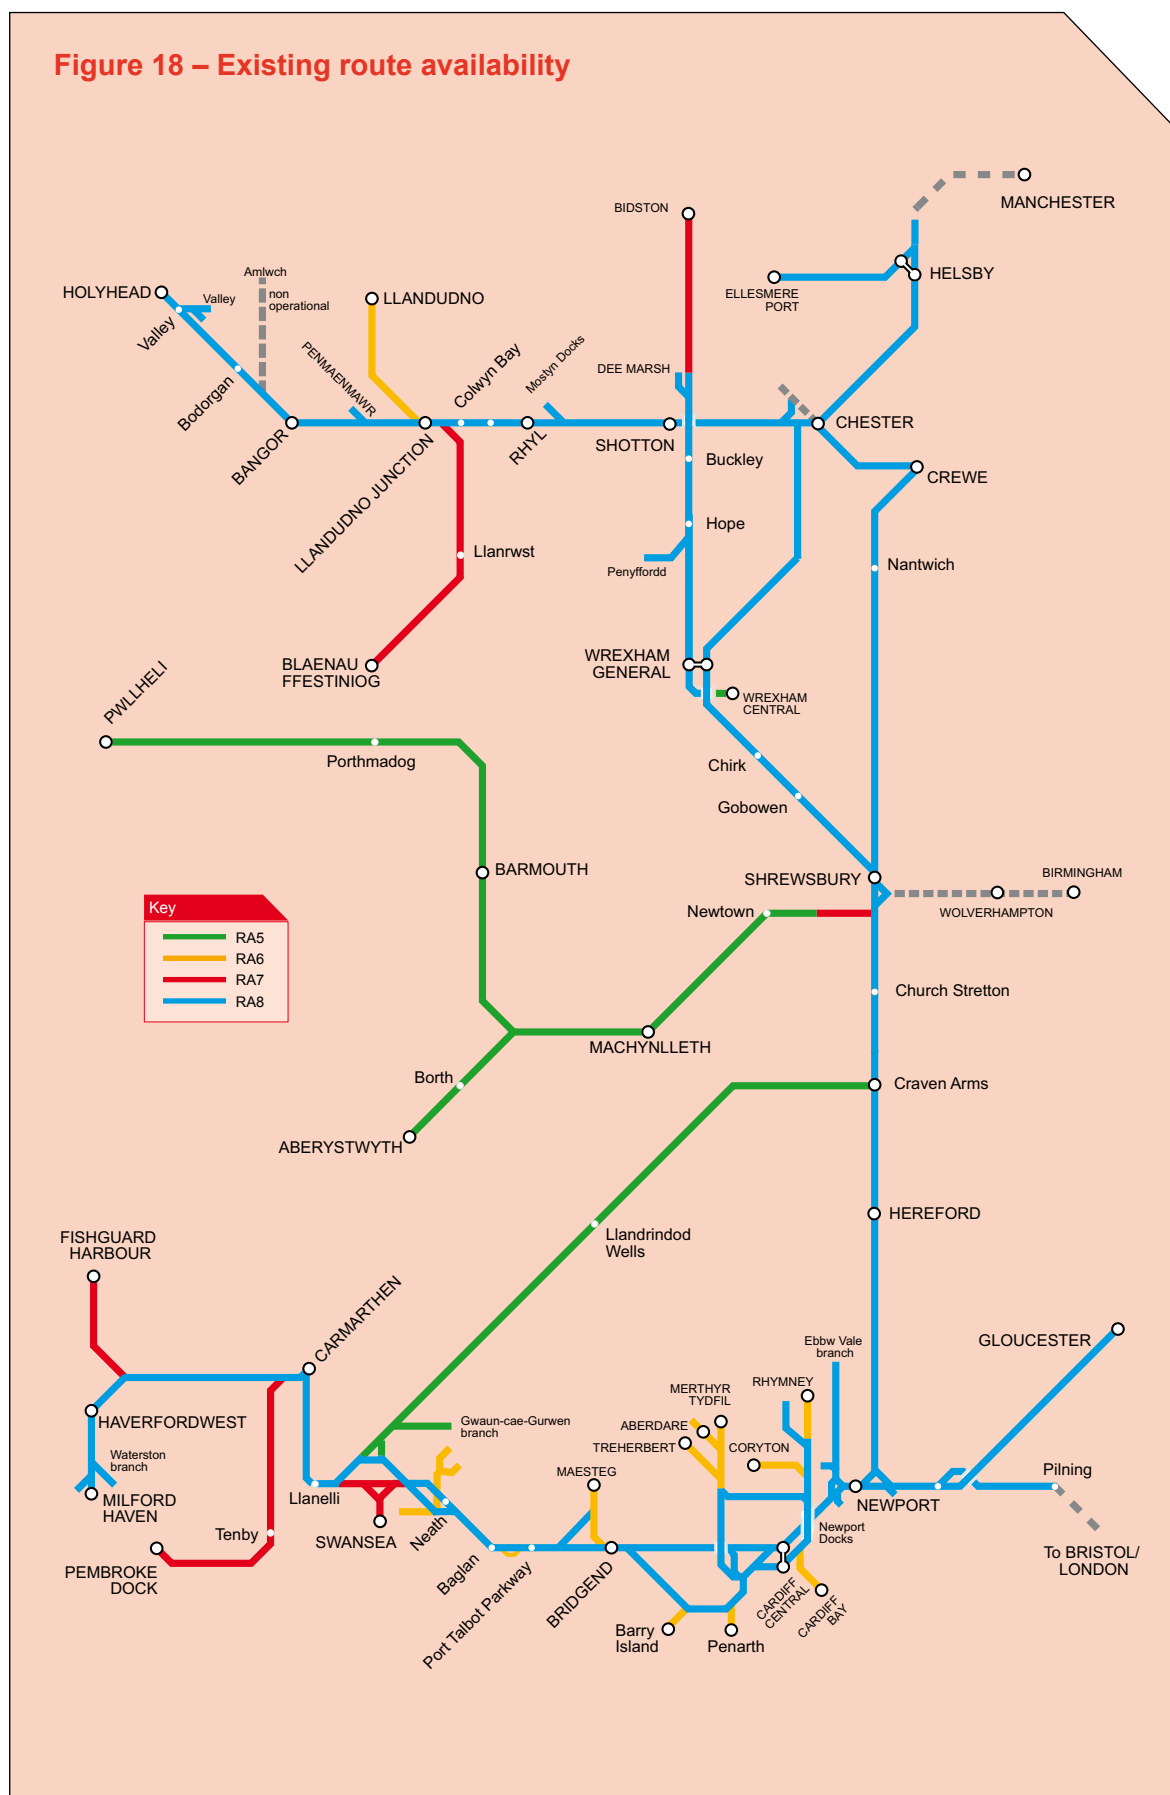 Figure 18 – Existing route availability
MANCHESTER
BIDSTON
HELSBY
ELLESMERE
PORT
Amlwch
non
operational
HOLYHEAD
Valley
Valley
LLANDUDNO
Bodorgan
PENMAENMAWR
Colwyn Bay
Mostyn Docks
DEE MARSH
BANGOR
LLANDUDNO JUNCTION
RHYL
SHOTTON
CHESTER
Buckley
CREWE
Hope
Llanrwst
Penyffordd
Nantwich
BLAENAU
FFESTINIOG
WREXHAM
GENERAL
WREXHAM
CENTRAL
PWLLHELI
Porthmadog
Chirk
Gobowen
BARMOUTH
SHREWSBURY
BIRMINGHAM
WOLVERHAMPTON
Newtown
Key
RA5
RA6
RA7
RA8
Church Stretton
MACHYNLLETH
Borth
Craven Arms
ABERYSTWYTH
HEREFORD
Llandrindod
Wells
FISHGUARD
HARBOUR
CARMARTHEN
GLOUCESTER
Ebbw Vale
branch
RHYMNEY
MERTHYR
TYDFIL
ABERDARE
TREHERBERT
CORYTON
HAVERFORDWEST
Gwaun-cae-Gurwen
branch
Waterston
branch
MAESTEG
Pilning
MILFORD
HAVEN
Llanelli
NEWPORT
Tenby
SWANSEA
Neath
Newport
Docks
To BRISTOL/
LONDON
PEMBROKE
DOCK
Baglan
Port Talbot Parkway
BRIDGEND
CARDIFF
CENTRAL
CARDIFF
BAY
Barry
Island
Penarth